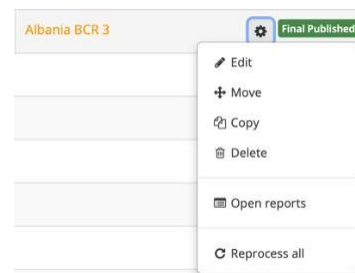 Albania BCR 3
Final Published
Edit
Move
Copy
Delete
Open reports
Reprocess all